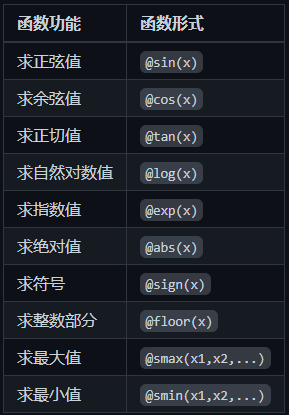 函数功能 函数形式
求正弦值 @sin(x)
求余弦值 @cos(x)
求正切值 @tan(x)
求自然对数值 @log(x)
求指数值 @exp(x)
求绝对值 @abs(x)
求符号 @sign(x)
求整数部分 @floor(x)
求最大值 @smax(x1,x2,...)
求最小值 @smin(x1,x2,...)